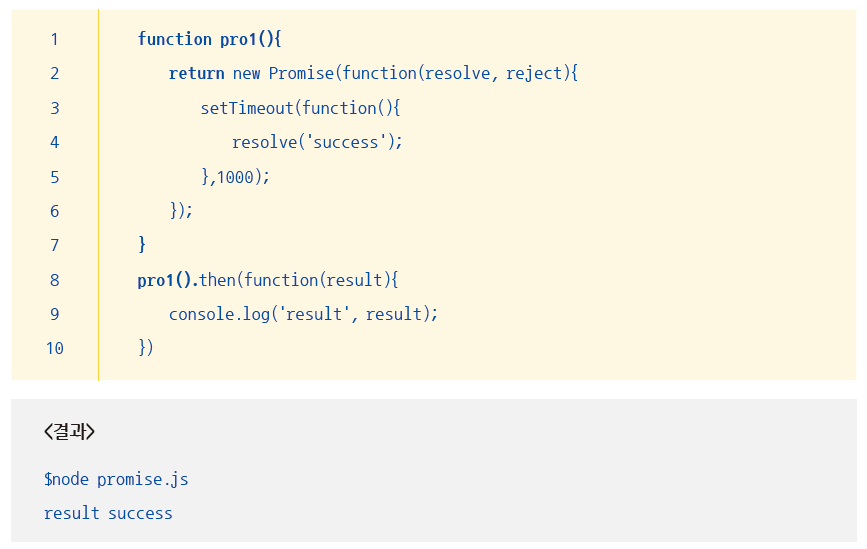 1 function pro1(){
2 return new Promise(function(resolve, reject){
3 setTimeout(function(){
4 resolve('success');
5 },1000);
6 });
7 }
8 pro1().then(function(result){
9 console.log('result', result);
10 })
<결과>
$node promise.js
result success